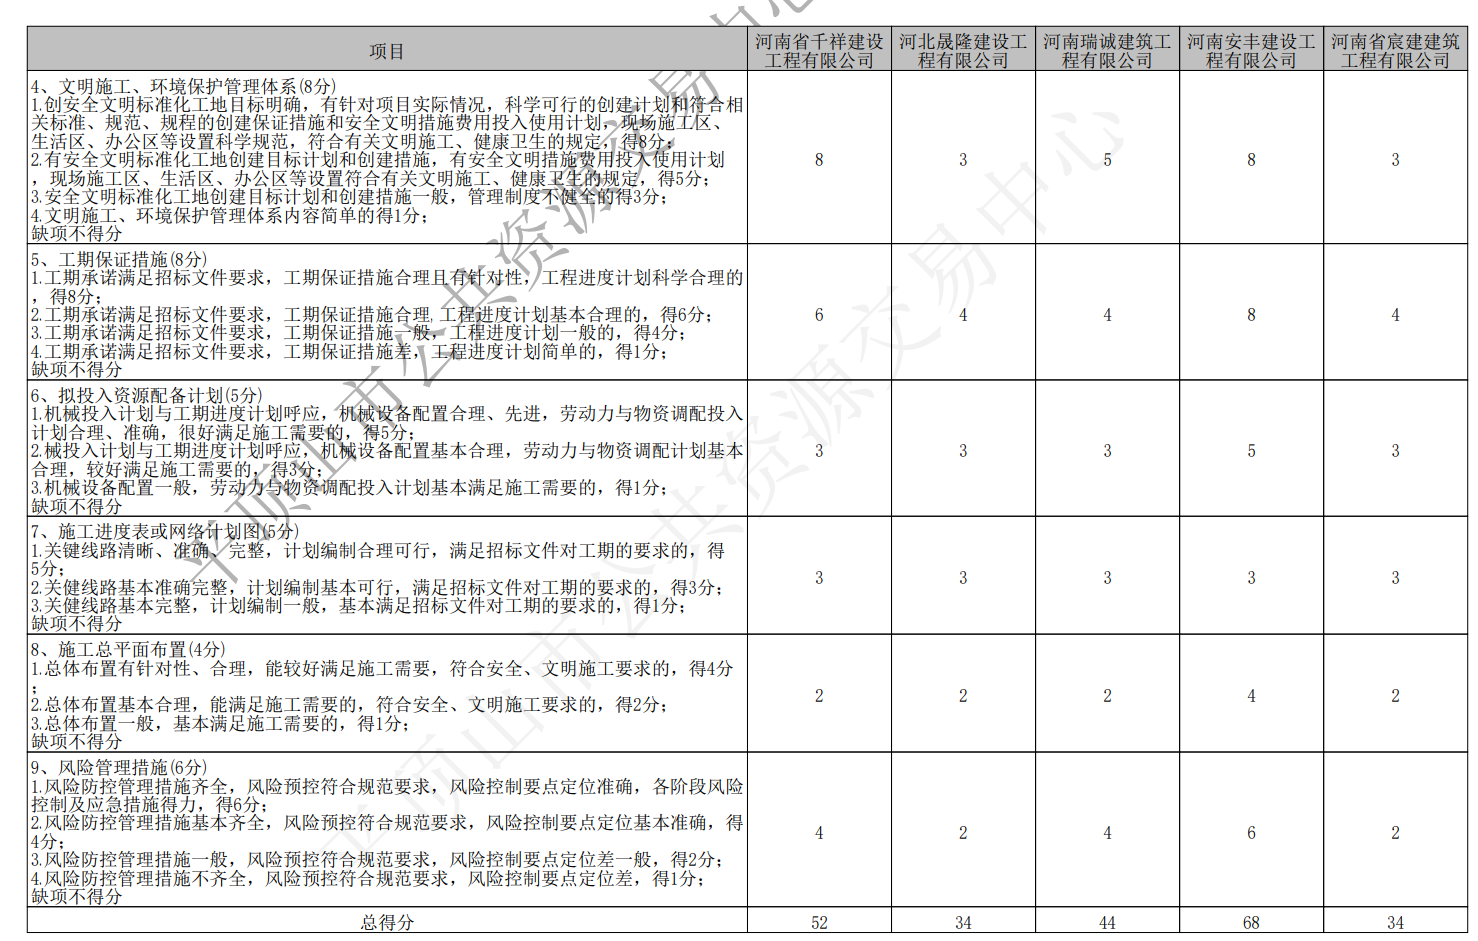 项目
河南省千祥建设
工程有限公司
河北晟隆建设工
程有限公司
河南瑞诚建筑工
程有限公司
河南安丰建设工
程有限公司
河南省宸建建筑
工程有限公司
4、文明施工、环境保护管理体系(8分)
1.创安全文明标准化工地目标明确，有针对项目实际情况，科学可行的创建计划和符合相
关标准、规范、规程的创建保证措施和安全文明措施费用投入使用计划，现场施工区、
生活区、办公区等设置科学规范，符合有关文明施工、健康卫生的规定，得8分；
2.有安全文明标准化工地创建目标计划和创建措施，有安全文明措施费用投入使用计划
，现场施工区、生活区、办公区等设置符合有关文明施工、健康卫生的规定，得5分；
3.安全文明标准化工地创建目标计划和创建措施一般，管理制度不健全的得3分；
4.文明施工、环境保护管理体系内容简单的得1分；
缺项不得分
8 3 5 8 3
5、工期保证措施(8分)
1.工期承诺满足招标文件要求，工期保证措施合理且有针对性，工程进度计划科学合理的
，得8分；
2.工期承诺满足招标文件要求，工期保证措施合理,工程进度计划基本合理的，得6分；
3.工期承诺满足招标文件要求，工期保证措施一般，工程进度计划一般的，得4分；
4.工期承诺满足招标文件要求，工期保证措施差，工程进度计划简单的，得1分；
缺项不得分
6 4 4 8 4
6、拟投入资源配备计划(5分)
1.机械投入计划与工期进度计划呼应，机械设备配置合理、先进，劳动力与物资调配投入
计划合理、准确，很好满足施工需要的，得5分；
2.械投入计划与工期进度计划呼应，机械设备配置基本合理，劳动力与物资调配计划基本
合理，较好满足施工需要的，得3分；
3.机械设备配置一般，劳动力与物资调配投入计划基本满足施工需要的，得1分；
缺项不得分
3 3 3 5 3
7、施工进度表或网络计划图(5分)
1.关键线路清晰、准确、完整，计划编制合理可行，满足招标文件对工期的要求的，得
5分；
2.关健线路基本准确完整，计划编制基本可行，满足招标文件对工期的要求的，得3分；
3.关健线路基本完整，计划编制一般，基本满足招标文件对工期的要求的，得1分；
缺项不得分
3 3 3 3 3
8、施工总平面布置(4分)
1.总体布置有针对性、合理，能较好满足施工需要，符合安全、文明施工要求的，得4分
；
2.总体布置基本合理，能满足施工需要的，符合安全、文明施工要求的，得2分；
3.总体布置一般，基本满足施工需要的，得1分；
缺项不得分
2 2 2 4 2
9、风险管理措施(6分)
1.风险防控管理措施齐全，风险预控符合规范要求，风险控制要点定位准确，各阶段风险
控制及应急措施得力，得6分；
2.风险防控管理措施基本齐全，风险预控符合规范要求，风险控制要点定位基本准确，得
4分；
3.风险防控管理措施一般，风险预控符合规范要求，风险控制要点定位差一般，得2分；
4.风险防控管理措施不齐全，风险预控符合规范要求，风险控制要点定位差，得1分；
缺项不得分
4 2 4 6 2
总得分 52 34 44 68 34
平顶山市公共资源交易中心
平顶山市公共资源交易中心